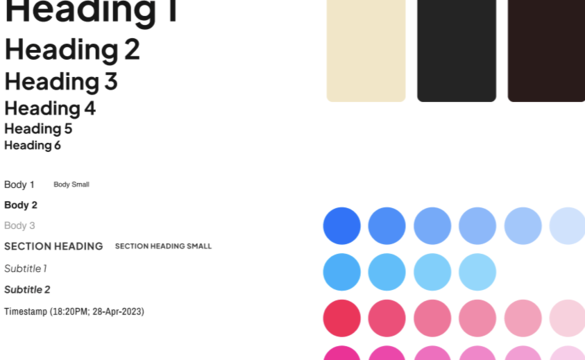 Heading 1
Heading 2
Heading 3
Heading 4
Heading 5
Heading 6
Body 1 Body Small
Body 2
Body 3
SECTION HEADING SECTION HEADING SMALL
Subtitle 1
Subtitle 2
Timestamp (18:20PM; 28-Apr-2023)